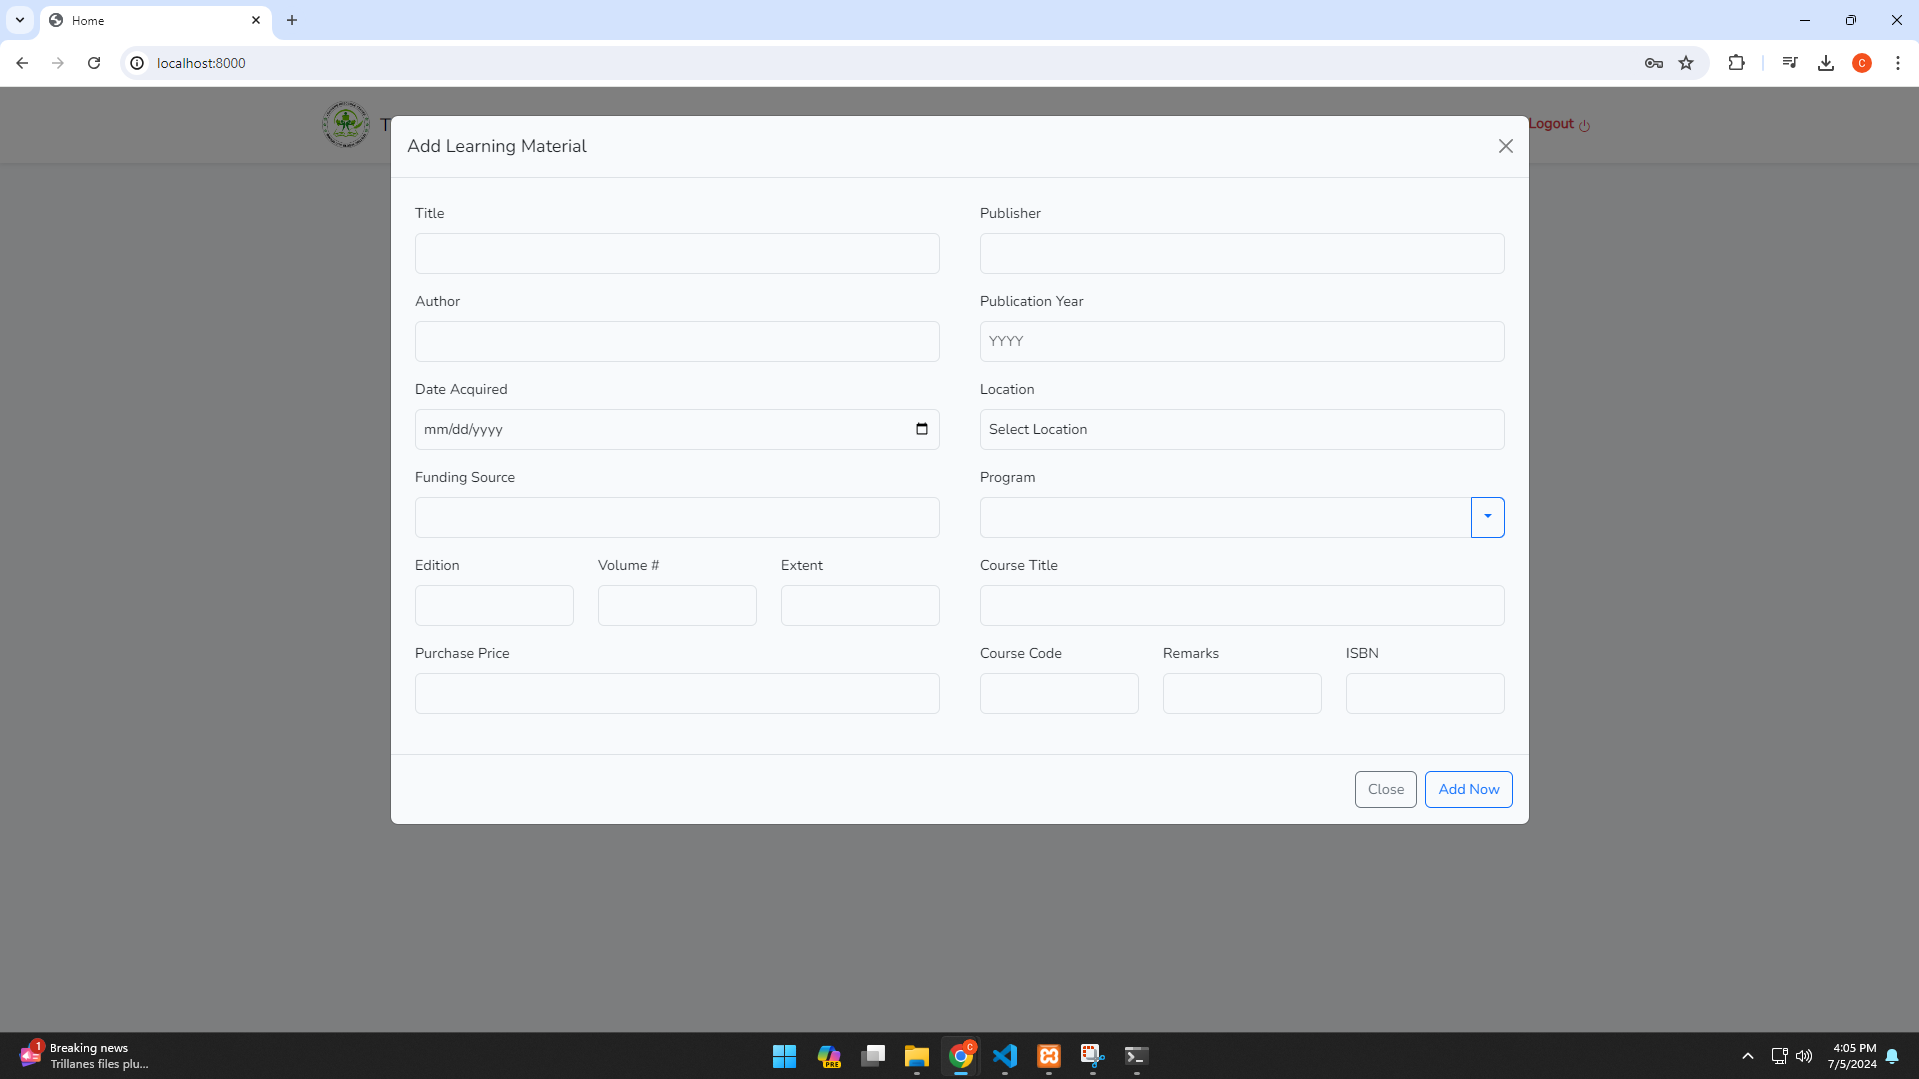 Home
localhost:8000
C
T
Logout
Add Learning Material
Title
Publisher
Author
Publication Year
YYYY
Date Acquired
Location
mm/dd/yyyy
Select Location
Funding Source
Program
Edition
Volume #
Extent
Course Title
Purchase Price
Course Code
Remarks
ISBN
Close
Add Now
1
Breaking news
Trillanes files plu...
PRE
C
4:05 PM
7/5/2024